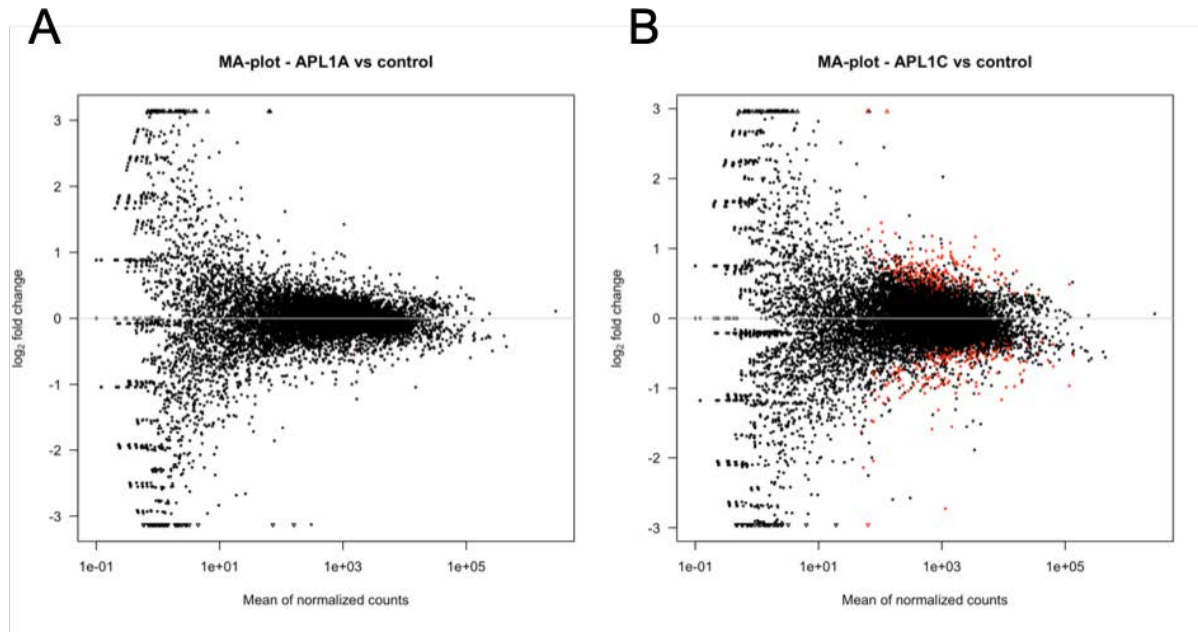 A
MA-plot - APL1A vs control
3
2
1
0
-1
-2
-3
log2 fold change
1e-01 1e+01 1e+03 1e+05
Mean of normalized counts
B
MA-plot - APL1C vs control
3
2
1
0
-1
-2
-3
log2 fold change
1e-01 1e+01 1e+03 1e+05
Mean of normalized counts